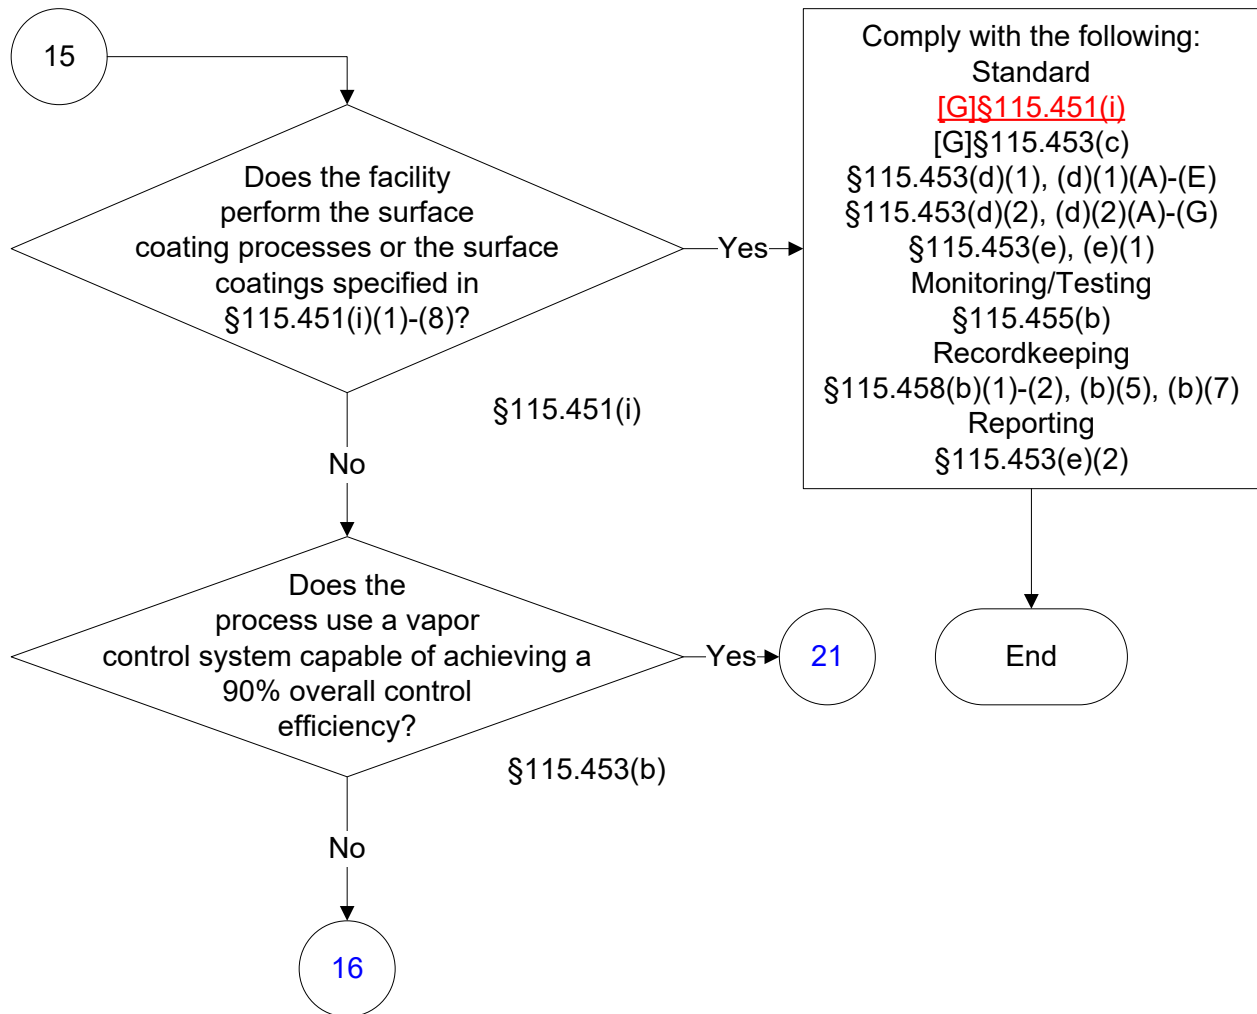 15
Does the facility
perform the surface
coating processes or the surface
coatings specified in
§115.451(i)(1)-(8)?
Yes
Comply with the following:
Standard
[G]§115.451(i)
[G]§115.453(c)
§115.453(d)(1), (d)(1)(A)-(E)
§115.453(d)(2), (d)(2)(A)-(G)
§115.453(e), (e)(1)
Monitoring/Testing
§115.455(b)
Recordkeeping
§115.458(b)(1)-(2), (b)(5), (b)(7)
Reporting
§115.453(e)(2)
§115.451(i)
No
Does the
process use a vapor
control system capable of achieving a
90% overall control
efficiency?
Yes
21
End
§115.453(b)
No
16